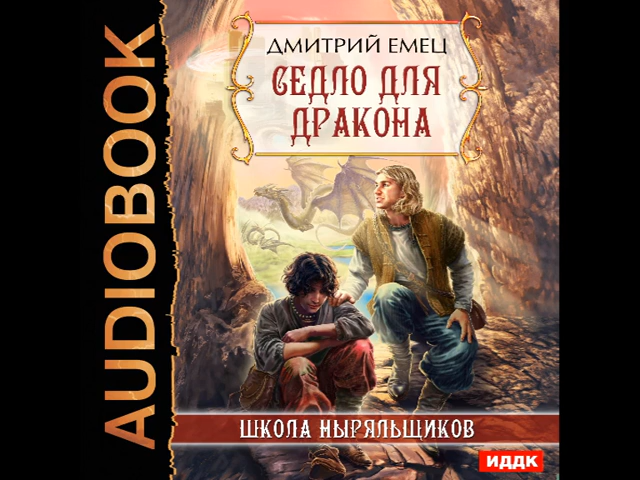 AUDIOBOOK
ДМИТРИЙ ЕМЕЦ
СЕДЛО ДЛЯ
ДРАКОНА
ШКОЛА НЫРЯЛЬЩИКОВ
ИДДК